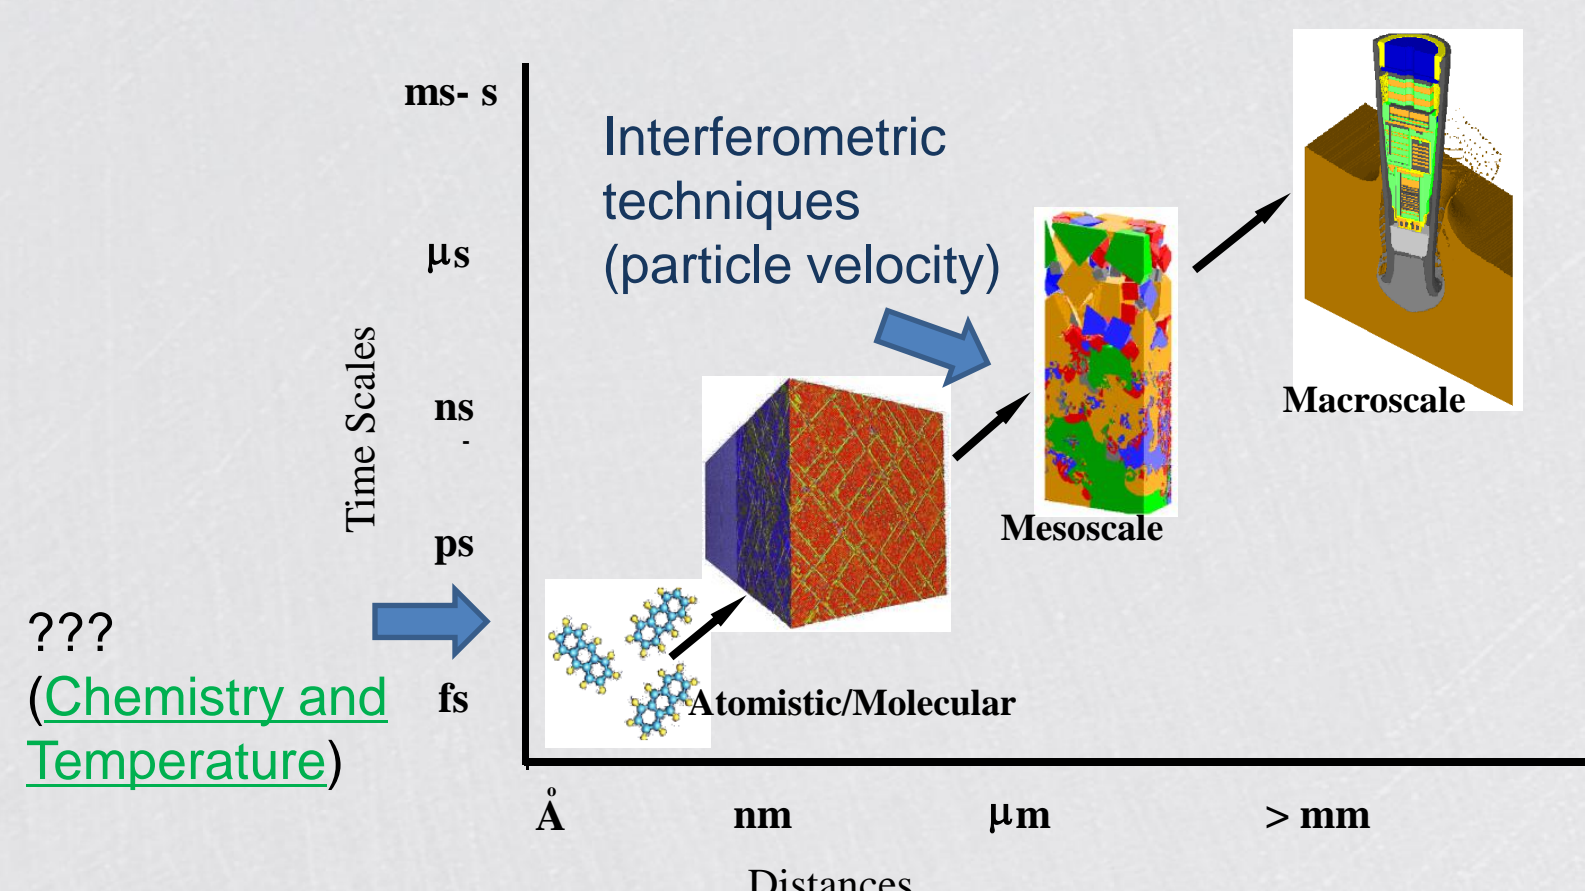 ms- s
Interferometric
techniques
(particle velocity)
μs
Time Scales
ns
Macroscale
Mesoscale
ps
???
(Chemistry and
Temperature)
fs
Atomistic/Molecular
Å
nm
μm
> mm
Distances